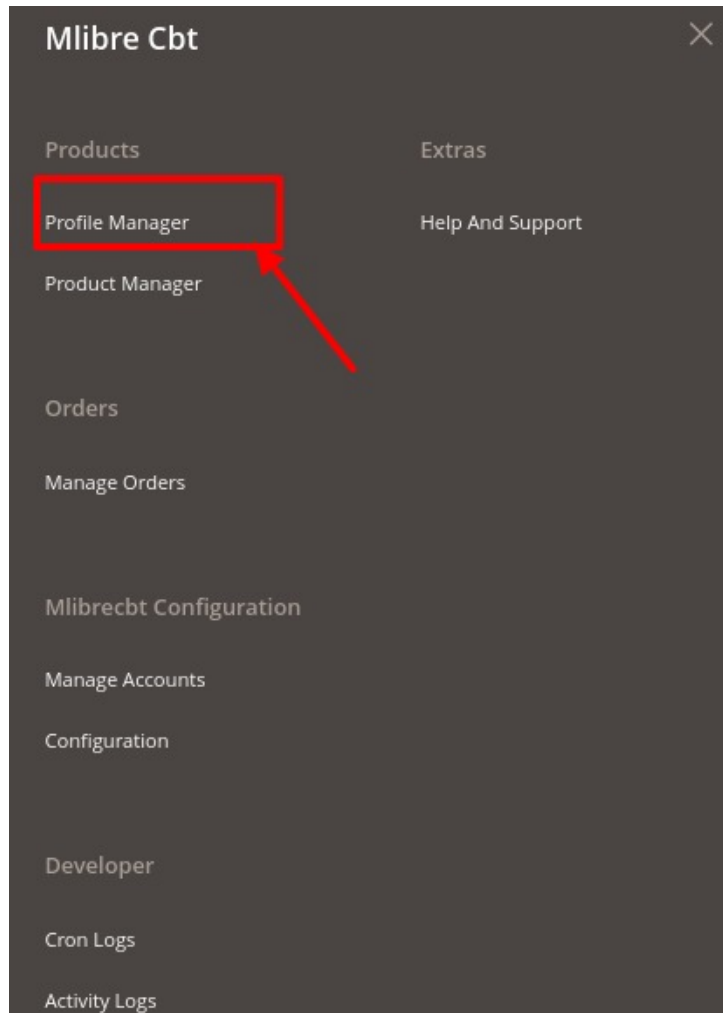 Mlibre Cbt
Products
Profile Manager
Product Manager
Orders
Manage Orders
Mlibrecbt Configuration
Manage Accounts
Configuration
Developer
Cron Logs
Activity Logs
Extras
Help And Support